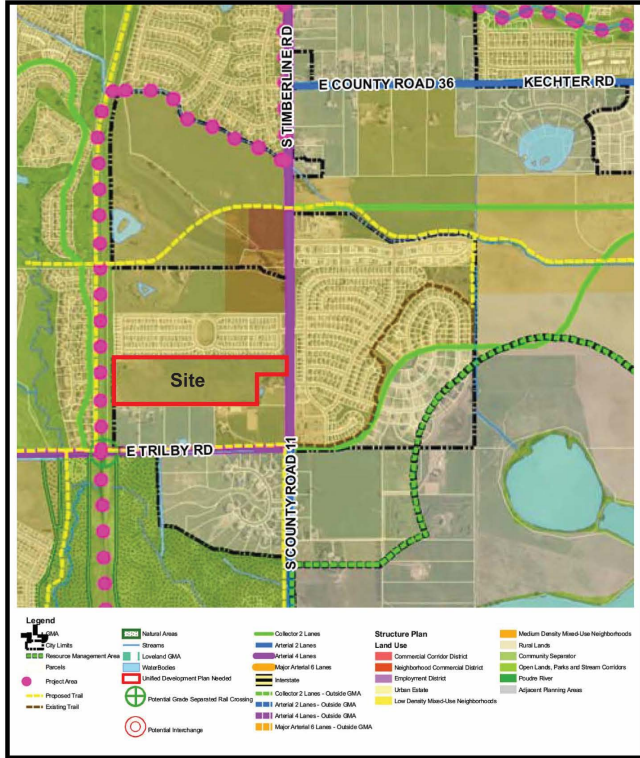 S TIMBERLINE RD
E COUNTY ROAD 36
KECHTER RD
Site
E TRILBY RD
S COUNTY ROAD 11
Legend
GMA
City Limits
Resource Management Area
Parcels
Project Area
Proposed Trail
Existing Trail
Natural Areas
Streams
Loveland GMA
WaterBodies
Unified Development Plan Needed
Potential Grade Separated Rail Crossing
Potential Interchange
Collector 2 Lanes
Arterial 2 Lanes
Arterial 4 Lanes
Major Arterial 6 Lanes
Interstate
Collector 2 Lanes - Outside GMA
Arterial 2 Lanes - Outside GMA
Arterial 4 Lanes - Outside GMA
Major Arterial 6 Lanes - Outside GMA
Structure Plan
Land Use
Commercial Corridor District
Neighborhood Commercial District
Employment District
Urban Estate
Low Density Mixed-Use Neighborhoods
Medium Density Mixed-Use Neighborhoods
Rural Lands
Community Separator
Open Lands, Parks and Stream Corridors
Poudre River
Adjacent Planning Areas